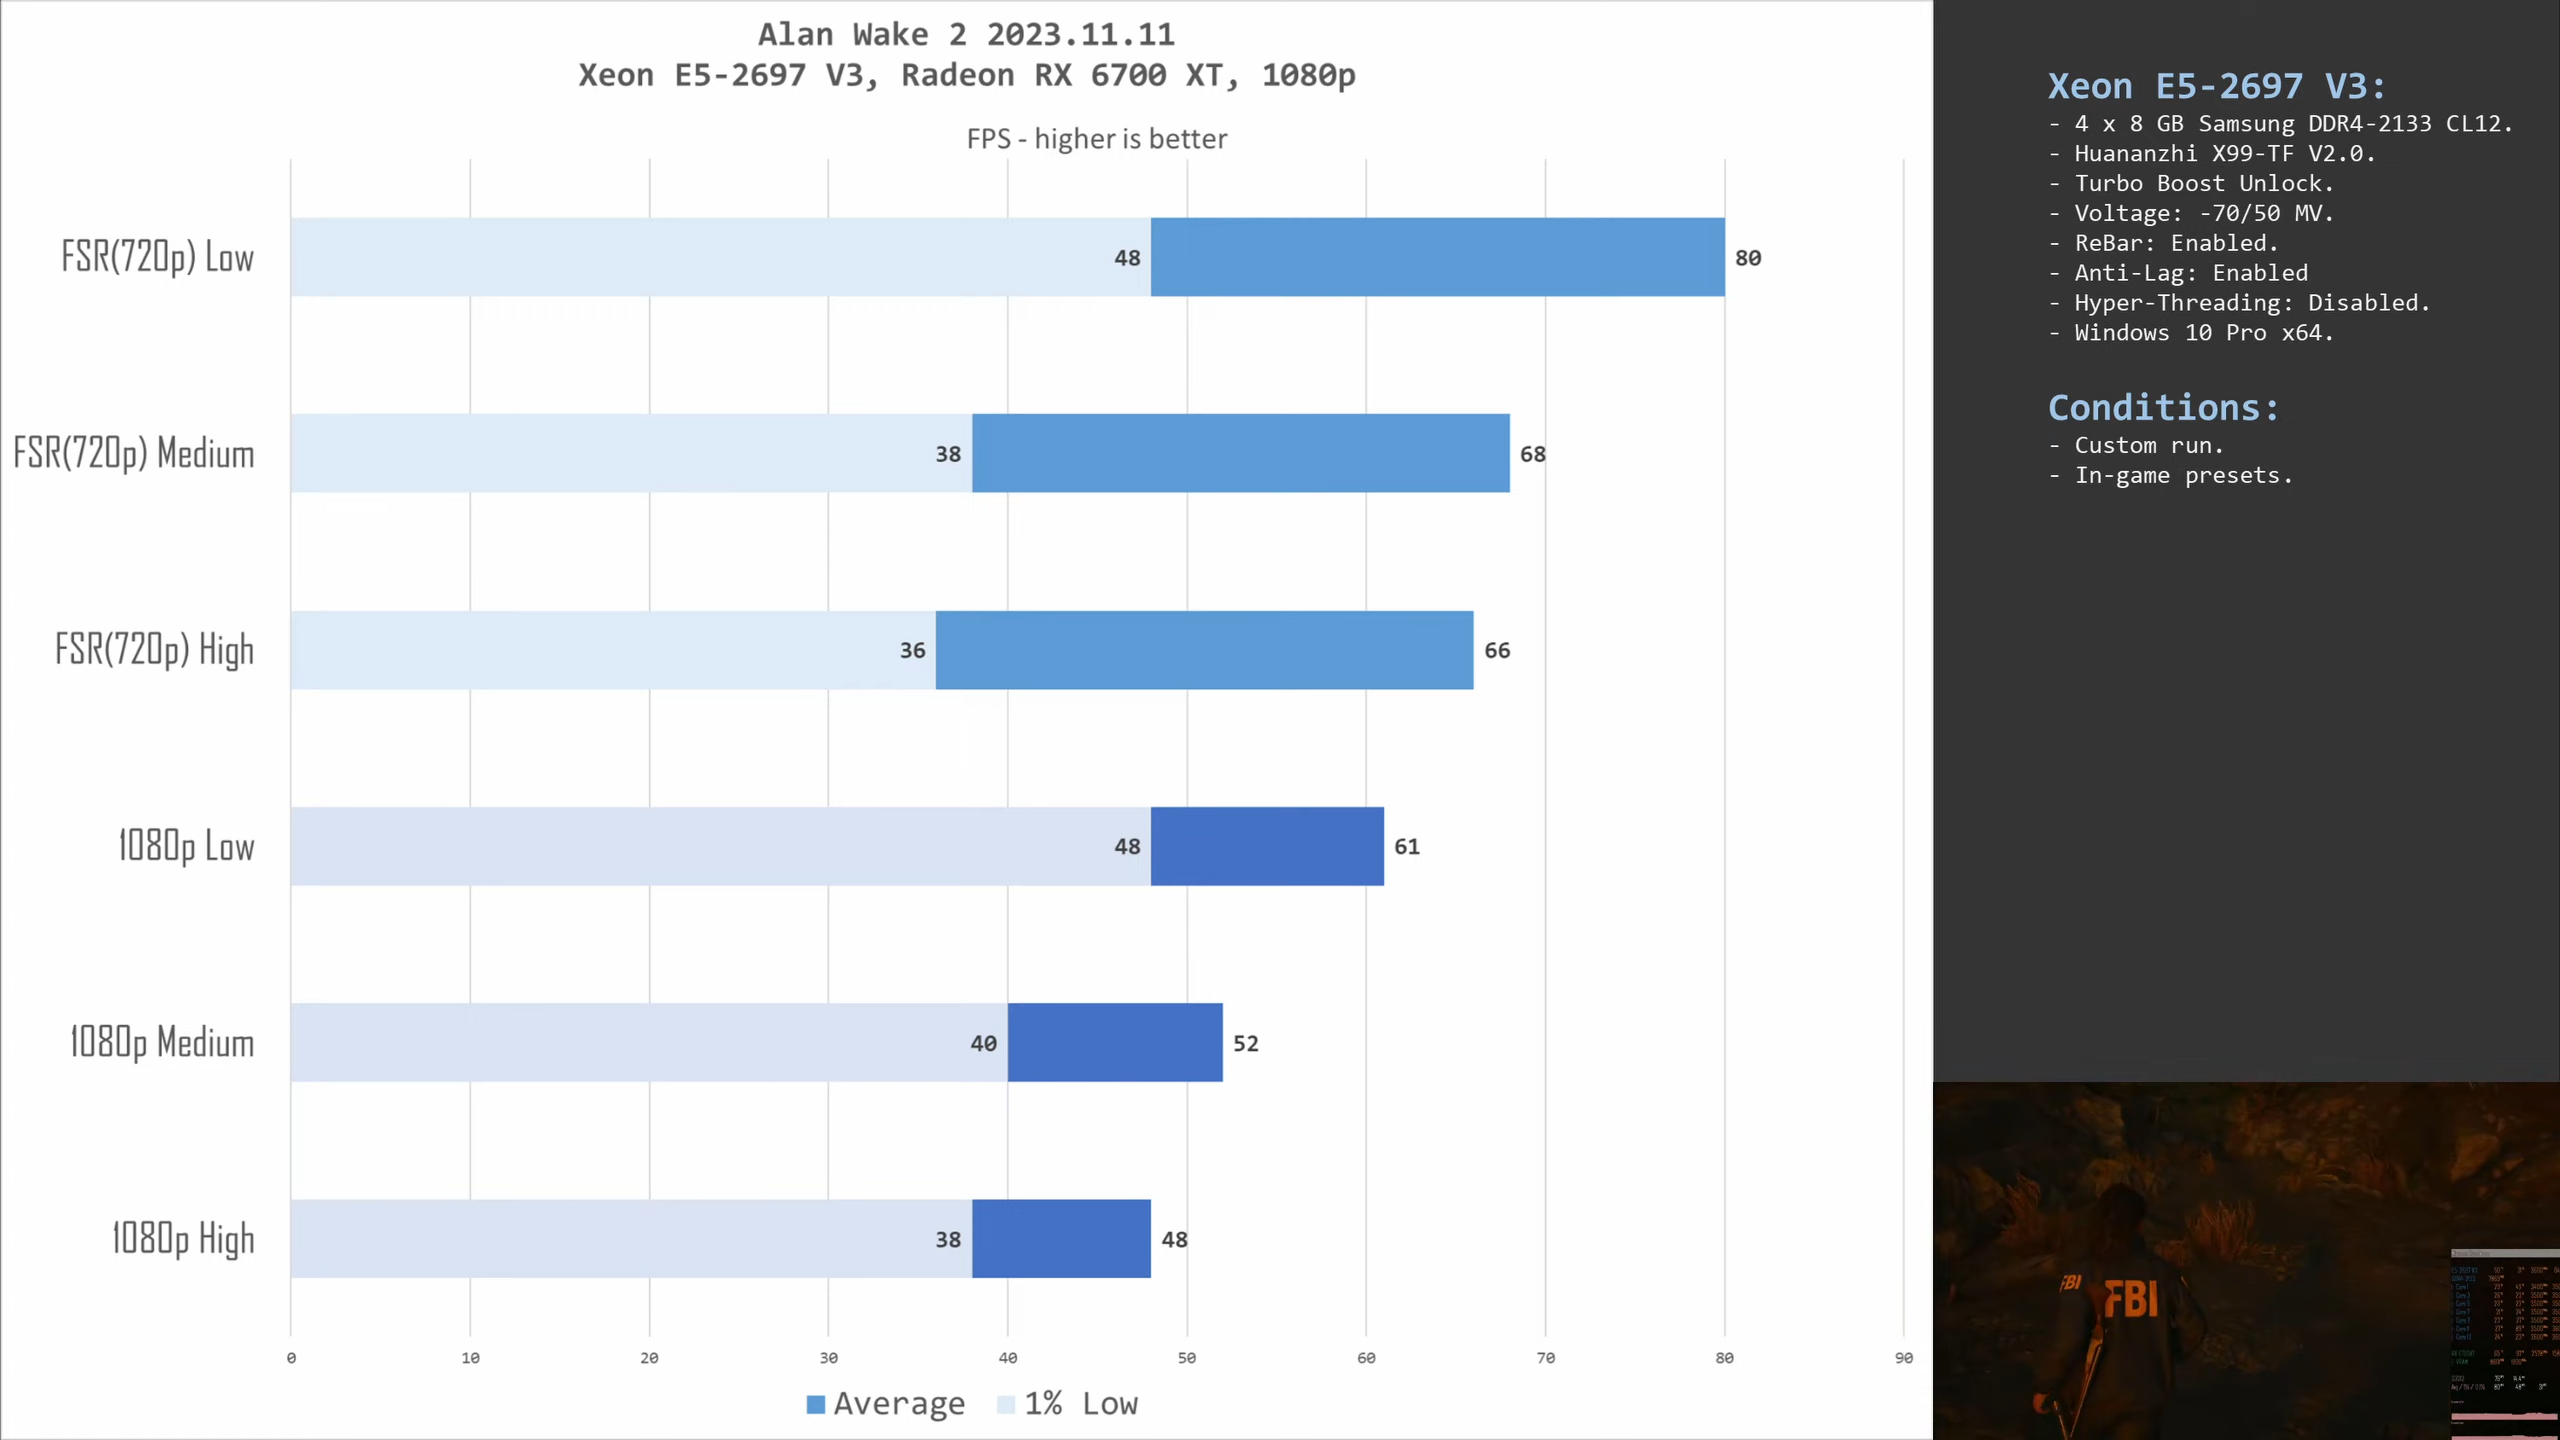 Alan Wake 2 2023.11.11
Xeon E5-2697 V3, Radeon RX 6700 XT, 1080p
FPS - higher is better
FSR(720p) Low 48 80
FSR(720p) Medium 38 68
FSR(720p) High 36 66
1080p Low 48 61
1080p Medium 40 52
1080p High 38 48
0 10 20 30 40 50 60 70 80 90
Average 1% Low
Xeon E5-2697 V3:
- 4 x 8 GB Samsung DDR4-2133 CL12.
- Huananzhi X99-TF V2.0.
- Turbo Boost Unlock.
- Voltage: -70/50 MV.
- ReBar: Enabled.
- Anti-Lag: Enabled
- Hyper-Threading: Disabled.
- Windows 10 Pro x64.
Conditions:
- Custom run.
- In-game presets.
FBI
FBI